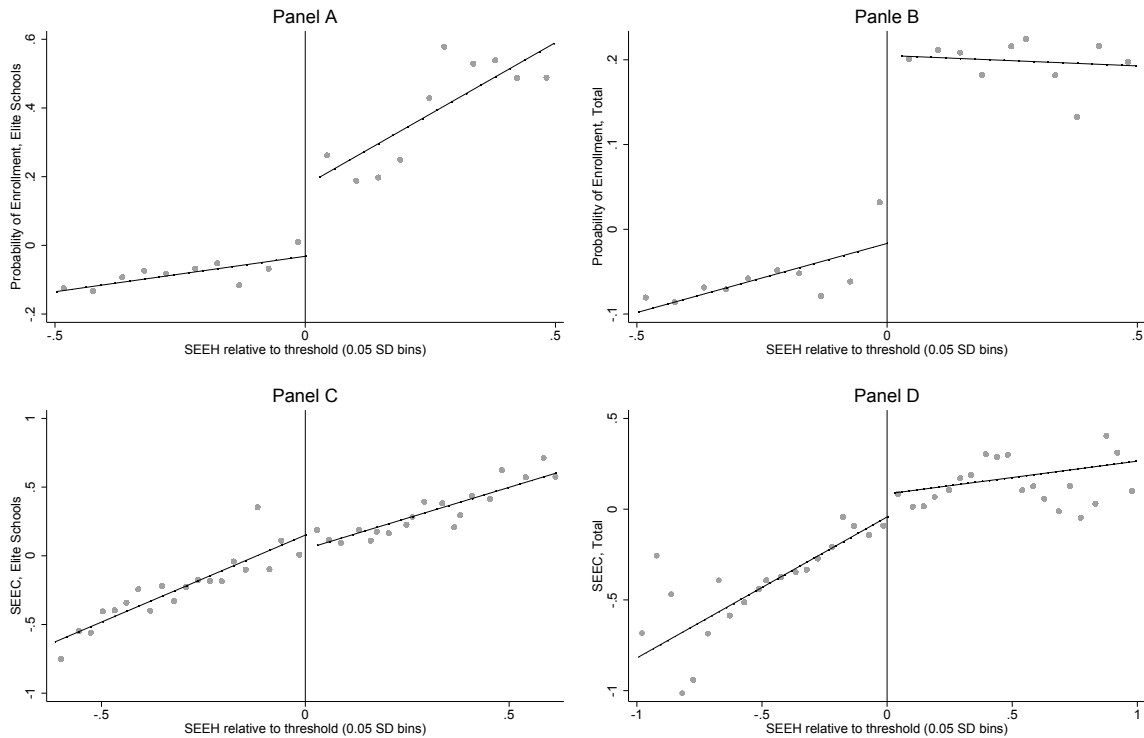 Panel A
Probability of Enrollment, Elite Schools
.6
.4
.2
0
-.2
-.5
0
.5
SEEH relative to threshold (0.05 SD bins)
Panle B
Probability of Enrollment, Total
.2
.1
0
-.1
-.5
0
.5
SEEH relative to threshold (0.05 SD bins)
Panel C
SEEC, Elite Schools
1
.5
0
-.5
-1
-.5
0
.5
SEEH relative to threshold (0.05 SD bins)
Panel D
SEEC, Total
.5
0
-.5
-1
-1
-.5
0
.5
1
SEEH relative to threshold (0.05 SD bins)